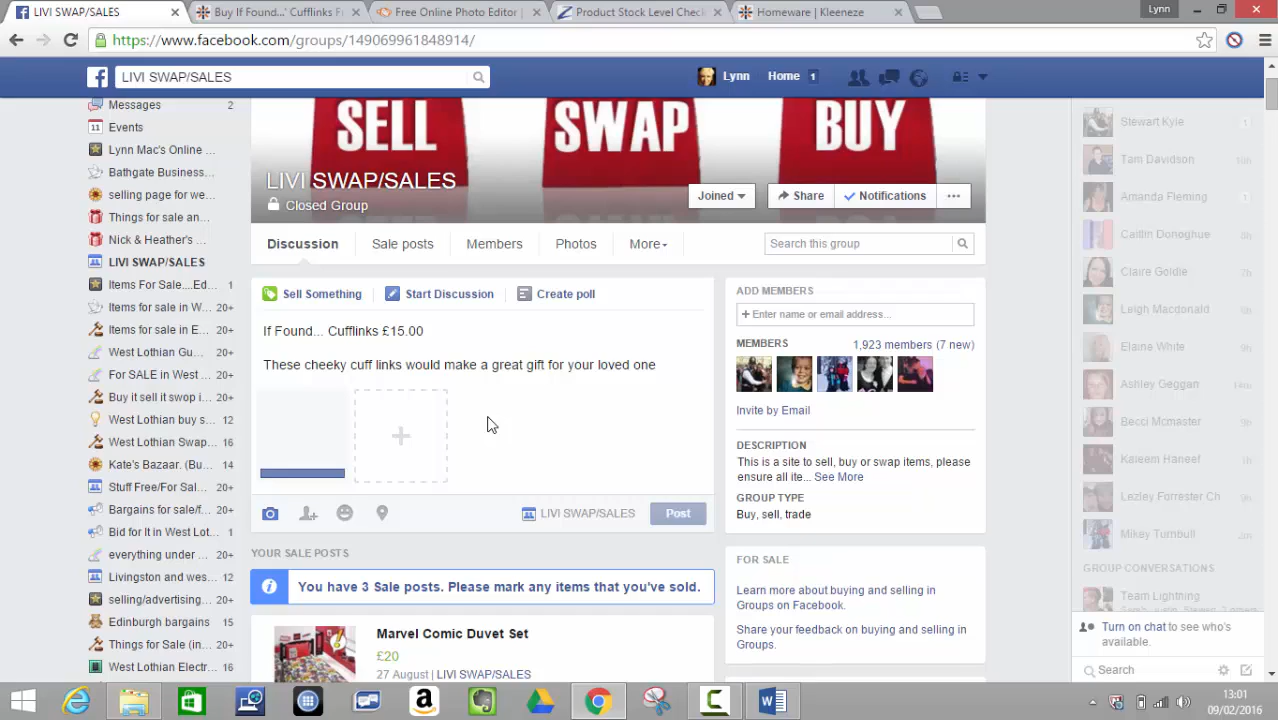 LIVI SWAP/SALES
Buy If Found...' Cufflinks F
Free Online Photo Editor
Product Stock Level Check
Homeware | Kleeneze
Lynn
https://www.facebook.com/groups/149069961848914/
LIVI SWAP/SALES
Lynn
Home 1
Messages 2
Events
Lynn Mac's Online ...
Bathgate Business...
selling page for we...
Things for sale an...
Nick & Heather's ...
LIVI SWAP/SALES
Items For Sale....Ed...
Items for sale in W... 20+
Items for sale in E... 20+
West Lothian Gu... 20+
For SALE in West ... 20+
Buy it sell it swop i... 20+
West Lothian buy s... 12
West Lothian Swap... 16
Kate's Bazaar. (Bu... 14
Stuff Free/For Sal... 20+
Bargains for sale/f... 20+
Bid for It in West Lot... 1
everything under ... 20+
Livingston and wes... 12
selling/advertising... 20+
Edinburgh bargains 15
Things for Sale (in... 20+
West Lothian Electr... 16
SELL
SWAP
BUY
LIVI SWAP/SALES
Closed Group
Joined
Share
Notifications
Discussion
Sale posts
Members
Photos
More
Search this group
Sell Something
Start Discussion
Create poll
If Found... Cufflinks £15.00
These cheeky cuff links would make a great gift for your loved one
LIVI SWAP/SALES
Post
YOUR SALE POSTS
You have 3 Sale posts. Please mark any items that you've sold.
Marvel Comic Duvet Set
£20
27 August | LIVI SWAP/SALES
ADD MEMBERS
+ Enter name or email address...
MEMBERS
1,923 members (7 new)
Invite by Email
DESCRIPTION
This is a site to sell, buy or swap items, please
ensure all ite... See More
GROUP TYPE
Buy, sell, trade
FOR SALE
Learn more about buying and selling in
Groups on Facebook.
Share your feedback on buying and selling in
Groups.
Stewart Kyle 1
Tam Davidson 10h
Amanda Fleming 1
Caitlin Donoghue
Claire Goldie 7h
Leigh Macdonald
Elaine White
Ashley Geggan 14m
Becci Mcmaster 9h
Kaleem Haneef
Lezley Forrester Ch
Mikey Turnbull 2m
GROUP CONVERSATIONS
Team Lightning
Turn on chat to see who's
available.
Search
13:01
09/02/2016